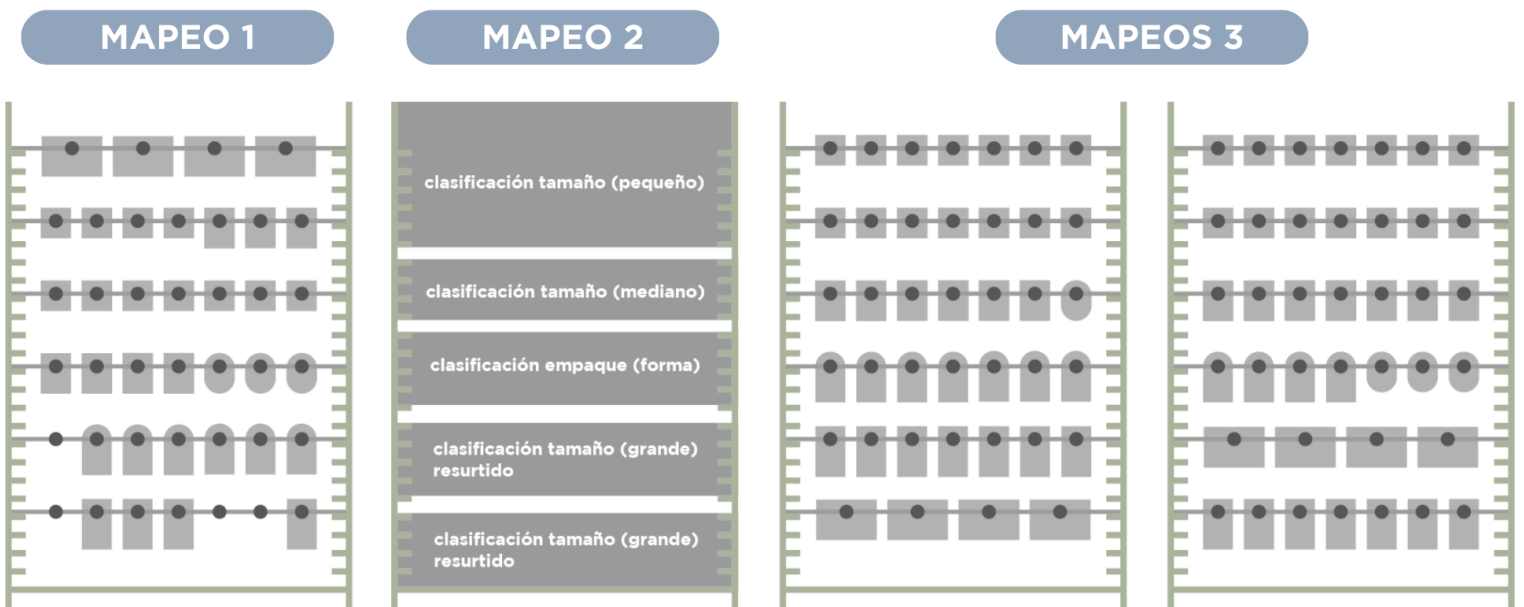 MAPEO 1
MAPEO 2
MAPEOS 3
clasificación tamaño (pequeño)
clasificación tamaño (mediano)
clasificación empaque (forma)
clasificación tamaño (grande)
resurtido
clasificación tamaño (grande)
resurtido